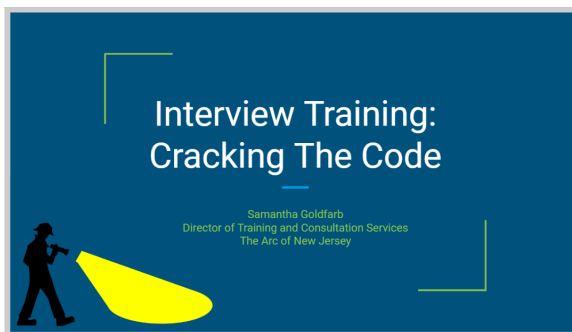 Interview Training:
Cracking The Code
Samantha Goldfarb
Director of Training and Consultation Services
The Arc of New Jersey